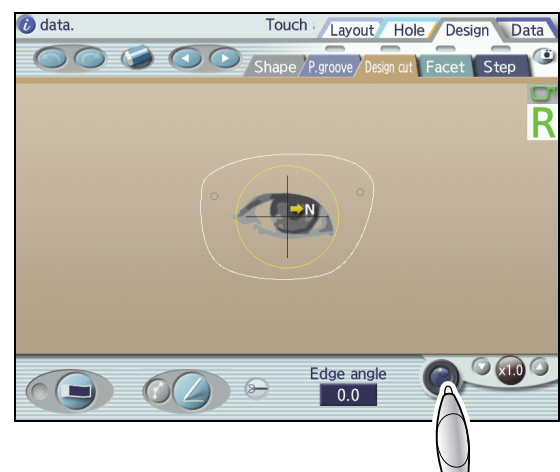 i data.
Touch
Layout
Hole
Design
Data
Shape
P.groove
Design cut
Facet
Step
R
N
Edge angle
0.0
x1.0